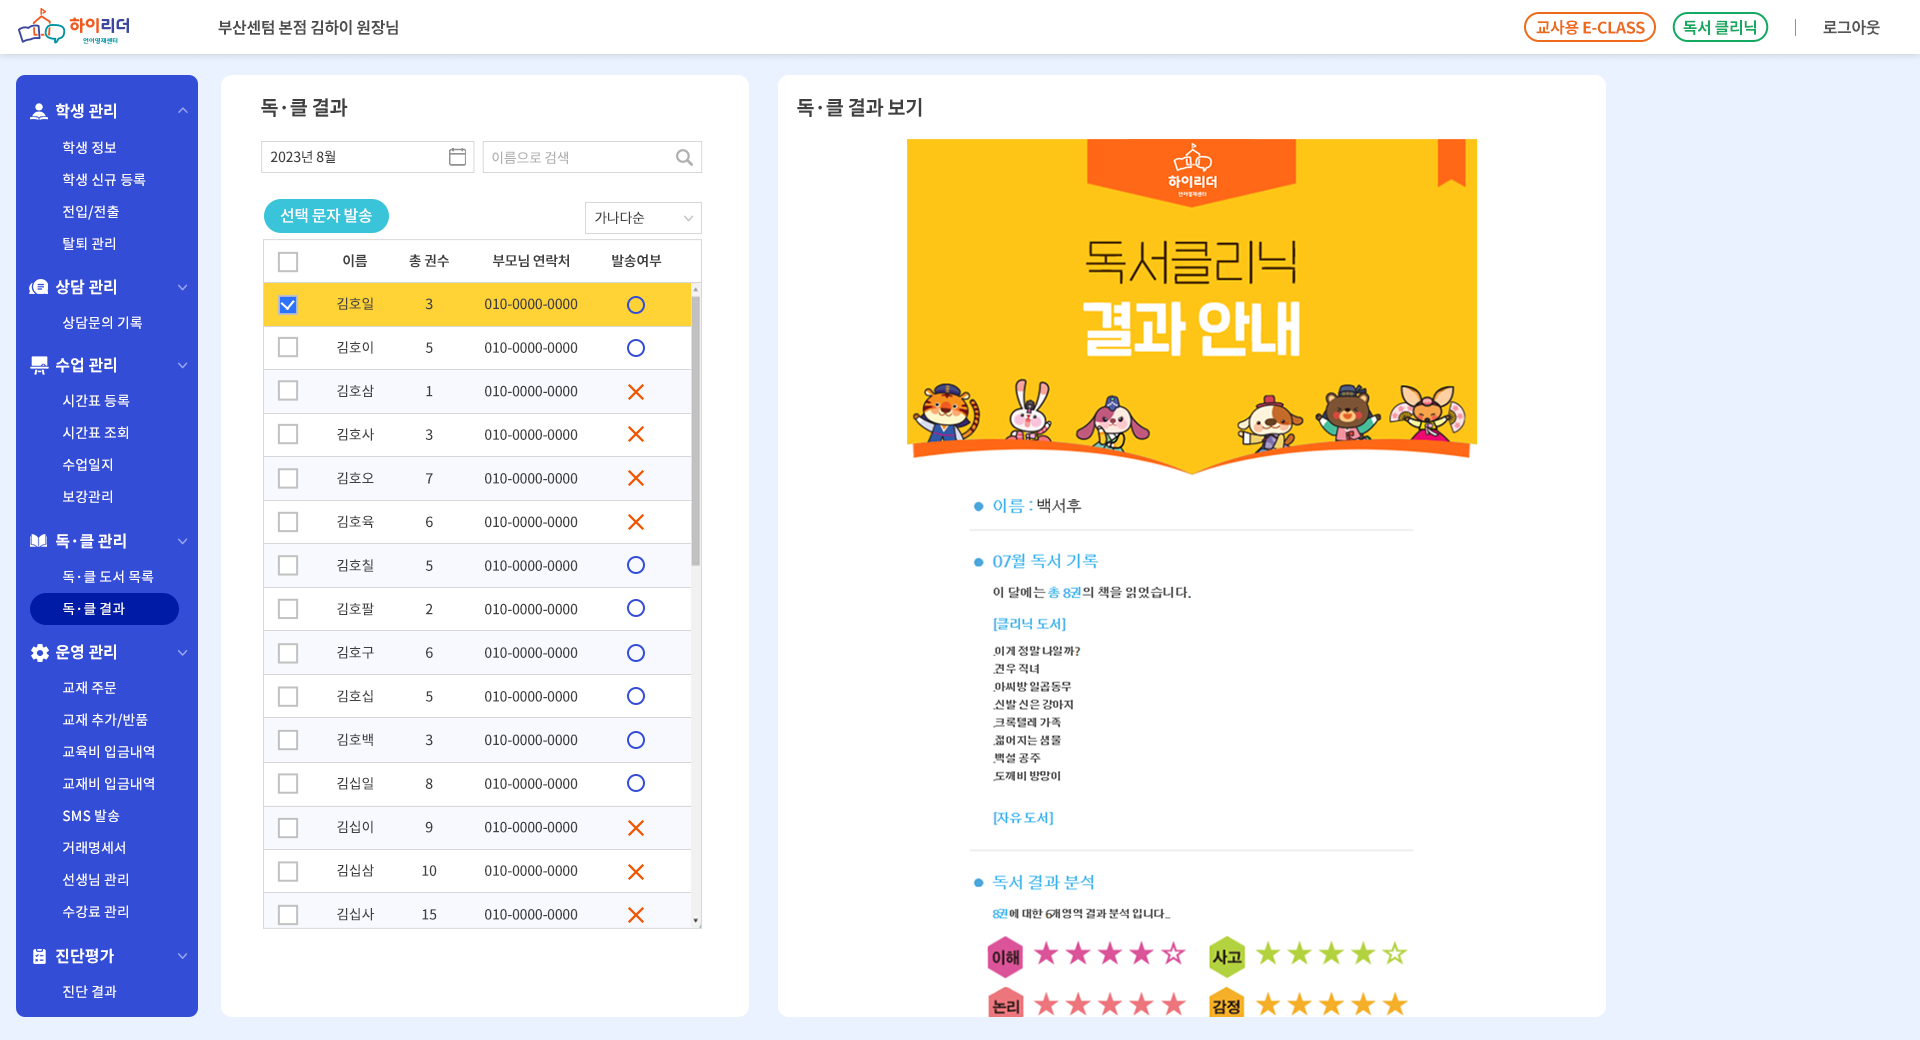 하이리더
언어영재센터
부산센텀 본점 김하이 원장님
교사용 E-CLASS
독서 클리닉
로그아웃
학생 관리
학생 정보
학생 신규 등록
전입/전출
탈퇴 관리
상담 관리
상담문의 기록
수업 관리
시간표 등록
시간표 조회
수업일지
보강관리
독·클 관리
독·클 도서 목록
독·클 결과
운영 관리
교재 주문
교재 추가/반품
교육비 입금내역
교재비 입금내역
SMS 발송
거래명세서
선생님 관리
수강료 관리
진단평가
진단 결과
독·클 결과
2023년 8월
이름으로 검색
선택 문자 발송
가나다순
이름 총 권수 부모님 연락처 발송여부
김호일 3 010-0000-0000
김호이 5 010-0000-0000
김호삼 1 010-0000-0000
김호사 3 010-0000-0000
김호오 7 010-0000-0000
김호육 6 010-0000-0000
김호칠 5 010-0000-0000
김호팔 2 010-0000-0000
김호구 6 010-0000-0000
김호십 5 010-0000-0000
김호백 3 010-0000-0000
김십일 8 010-0000-0000
김십이 9 010-0000-0000
김십삼 10 010-0000-0000
김십사 15 010-0000-0000
독·클 결과 보기
하이리더
언어영재센터
독서클리닉
결과 안내
이름 : 백서후
07월 독서 기록
이 달에는 총 8권의 책을 읽었습니다.
[클리닉 도서]
.이게 정말 나일까?
.견우 직녀
.아씨방 일곱동무
.신발 신은 강아지
.크록텔레 가족
.젊어지는 샘물
.백설 공주
.도깨비 방망이
[자유 도서]
독서 결과 분석
8권에 대한 6개영역 결과 분석 입니다..
이해 ★★★★☆ 사고 ★★★★☆
논리 ★★★★★ 감정 ★★★★★